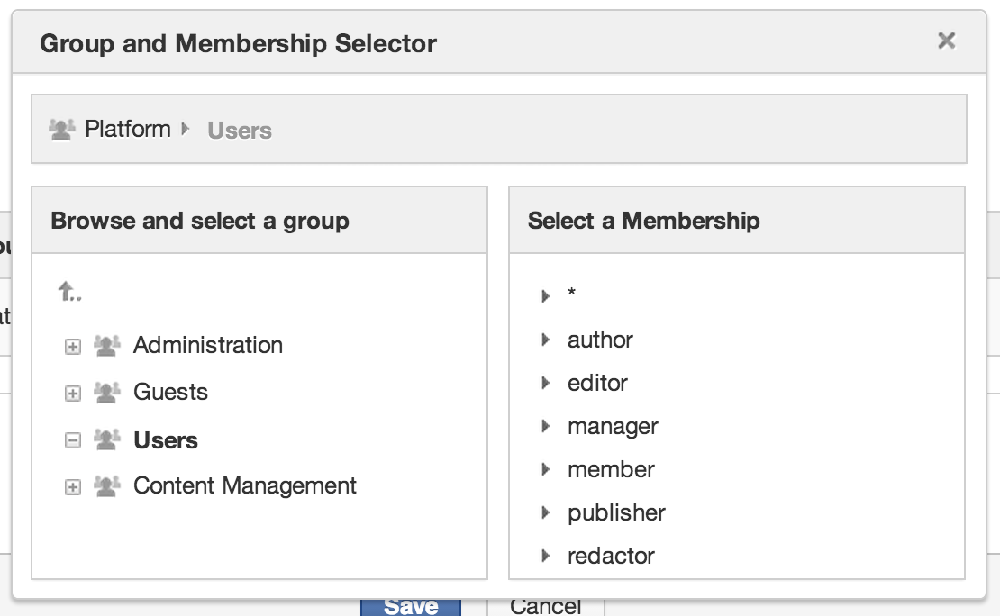 Group and Membership Selector
Platform Users
Browse and select a group
Select a Membership
..
Administration
Guests
Users
Content Management
*
author
editor
manager
member
publisher
redactor
Save
Cancel